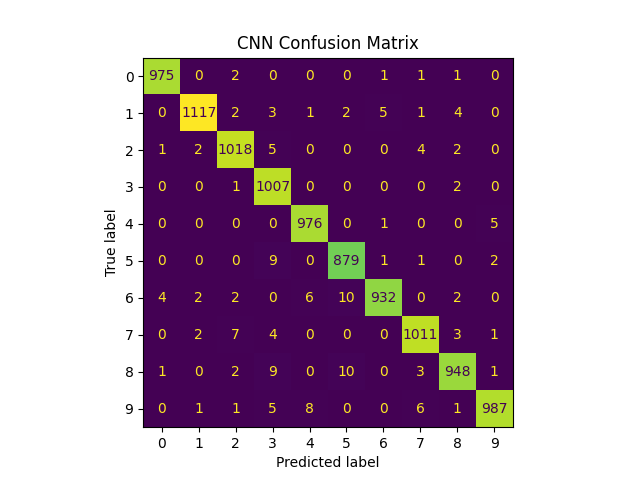 CNN Confusion Matrix
0 975 0 2 0 0 0 1 1 1 0
1 0 1117 2 3 1 2 5 1 4 0
2 1 2 1018 5 0 0 0 4 2 0
3 0 0 1 1007 0 0 0 0 2 0
4 0 0 0 0 976 0 1 0 0 5
5 0 0 0 9 0 879 1 1 0 2
6 4 2 2 0 6 10 932 0 2 0
7 0 2 7 4 0 0 0 1011 3 1
8 1 0 2 9 0 10 0 3 948 1
9 0 1 1 5 8 0 0 6 1 987
0 1 2 3 4 5 6 7 8 9
Predicted label
True label